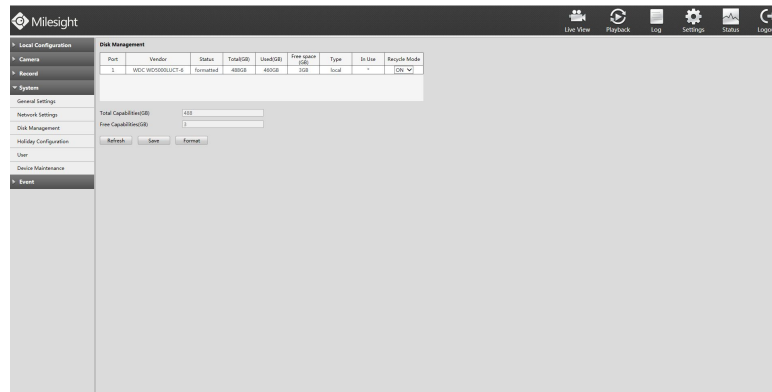 Milesight
Live View
Playback
Log
Settings
Status
Logo
Local Configuration
Camera
Record
System
General Settings
Network Settings
Disk Management
Holiday Configuration
User
Device Maintenance
Event
Disk Management
Port Vendor Status Total(GB) Used(GB) Free space (GB) Type In Use Recycle Mode
1 WDC WD5000LUCT-6 formatted 488GB 460GB 3GB local * ON
Total Capabilities(GB) 488
Free Capabilities(GB) 3
Refresh Save Format